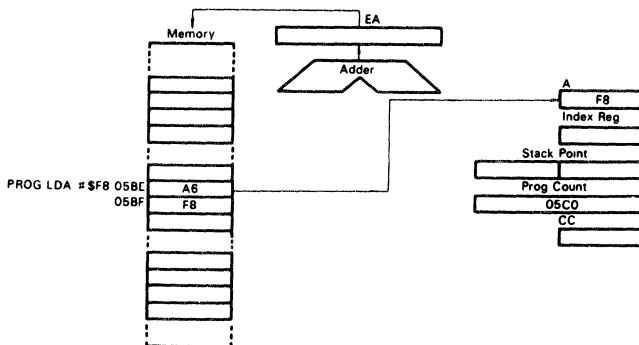 EA
Memory
Adder
A
F8
Index Reg
Stack Point
PROG LDA #$F8 05BE
A6
Prog Count
05BF
F8
05C0
CC